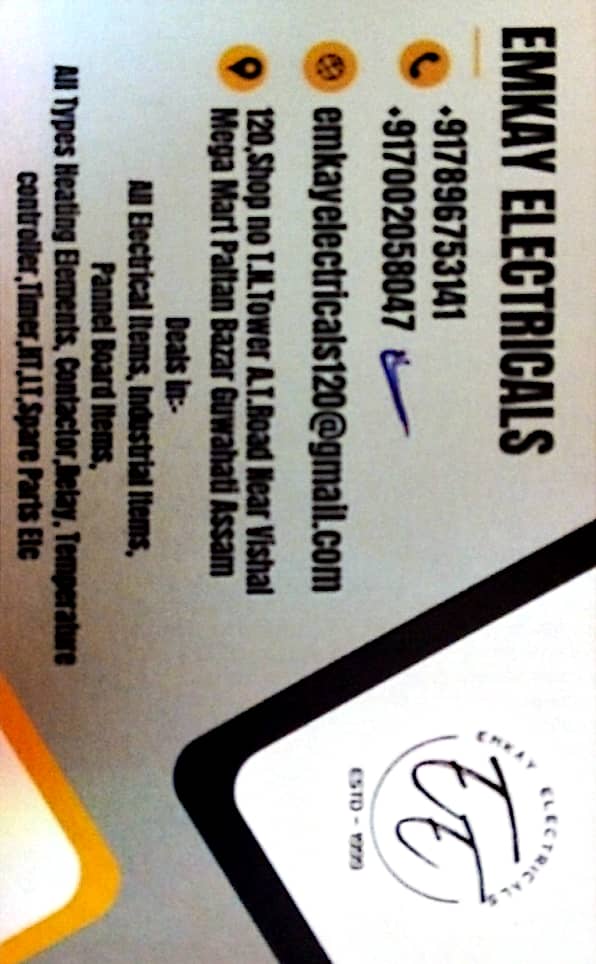 EMKAY ELECTRICALS
+917896753141
+917002058047
emkayelectricals120@gmail.com
120,Shop no T.N.Tower A.T.Road Near Vishal
Mega Mart Paltan Bazar Guwahati Assam
Deals in:-
All Electrical Items, Industrial Items,
Pannel Board Items,
All Types Heating Elements, Contactor,Relay, Temperature
controller,Timer,HT,LT,Spare Parts Etc
EMKAY ELECTRICALS
EE
ESTD - 1999